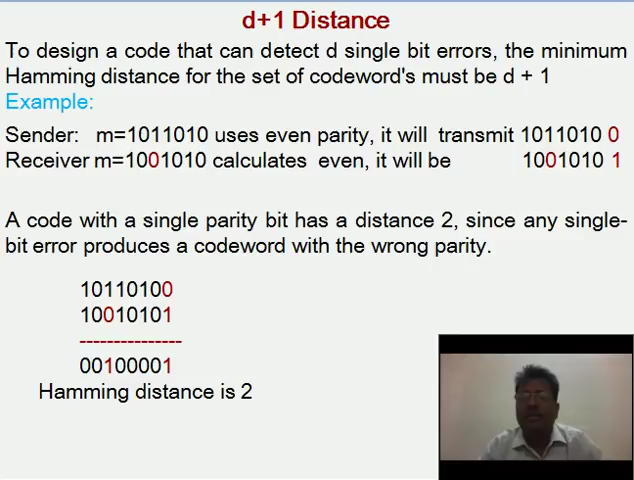 d+1 Distance
To design a code that can detect d single bit errors, the minimum
Hamming distance for the set of codeword's must be d + 1
Example:
Sender: m=1011010 uses even parity, it will transmit 1011010 0
Receiver m=1001010 calculates even, it will be 1001010 1
A code with a single parity bit has a distance 2, since any single-
bit error produces a codeword with the wrong parity.
10110100
10010101
---------------
00100001
Hamming distance is 2